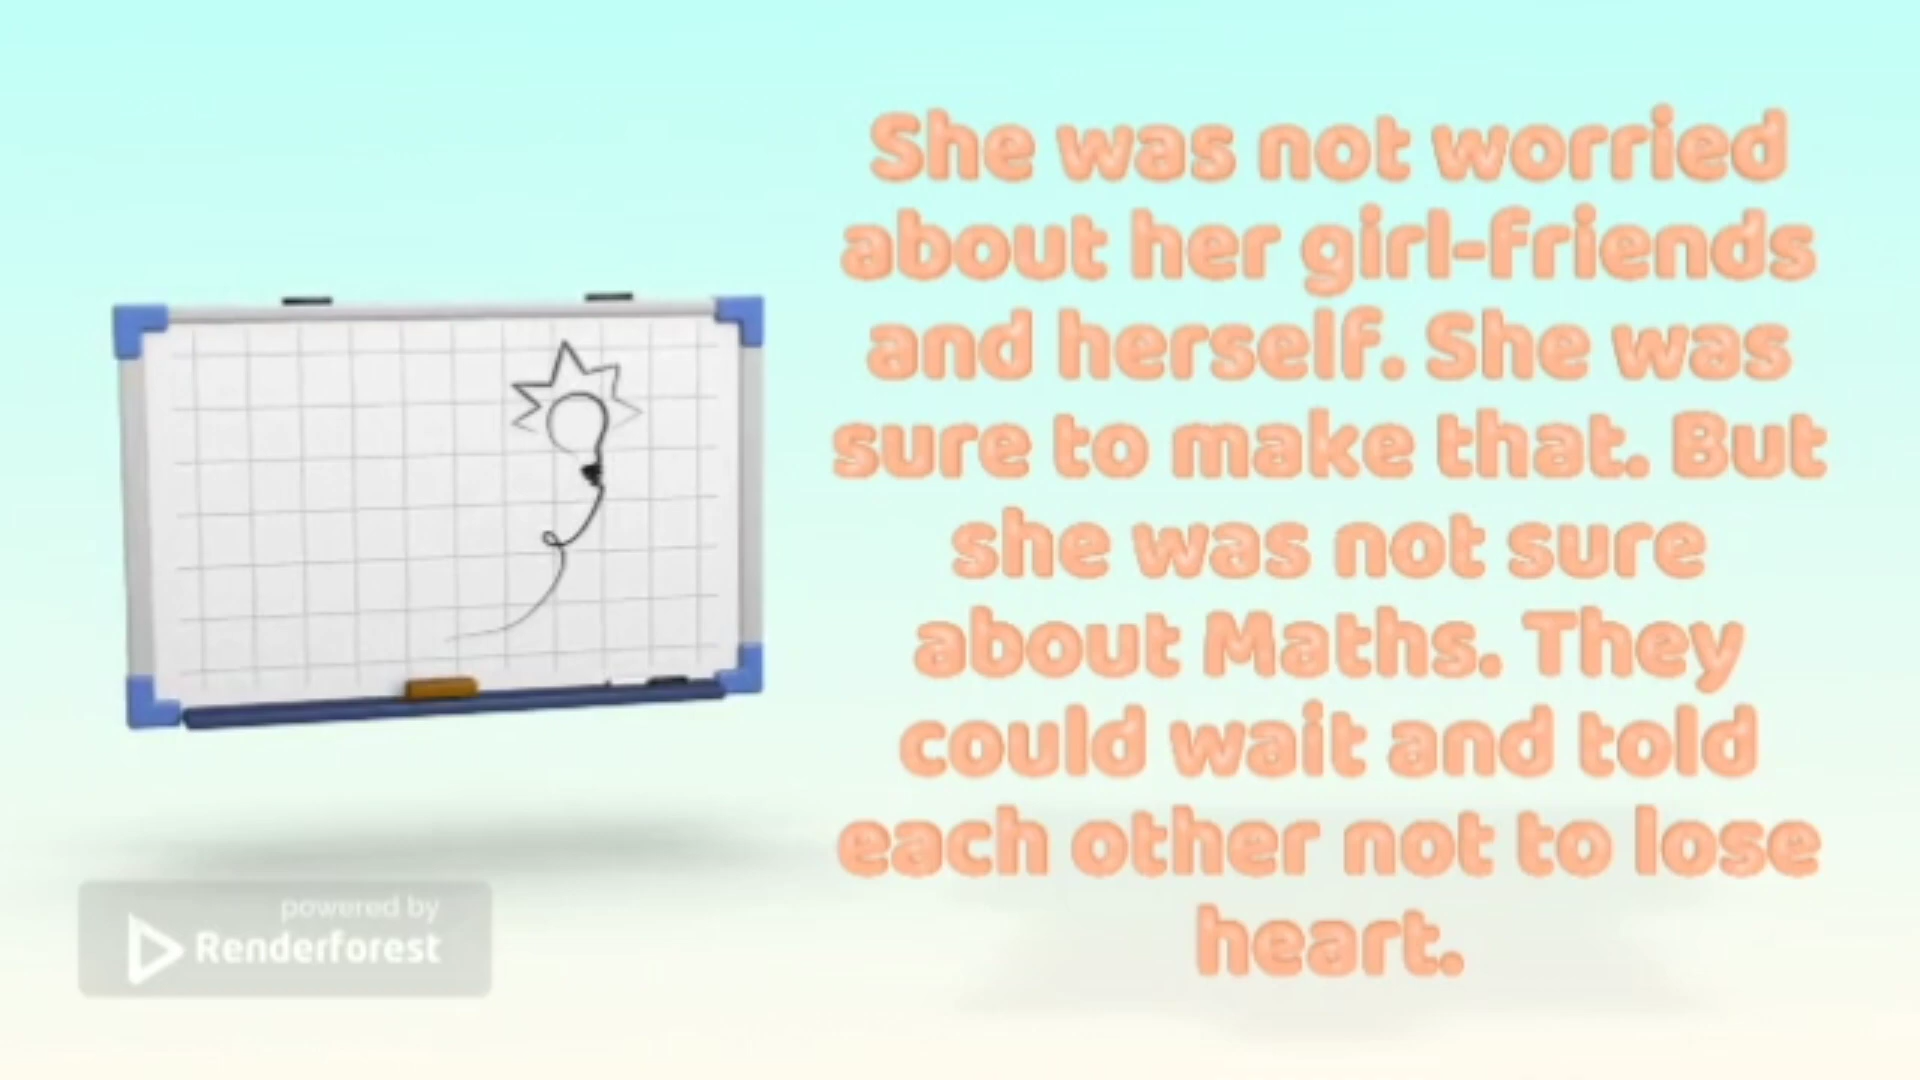 She was not worried
about her girl-friends
and herself. She was
sure to make that. But
she was not sure
about Maths. They
could wait and told
each other not to lose
heart.
powered by
Renderforest